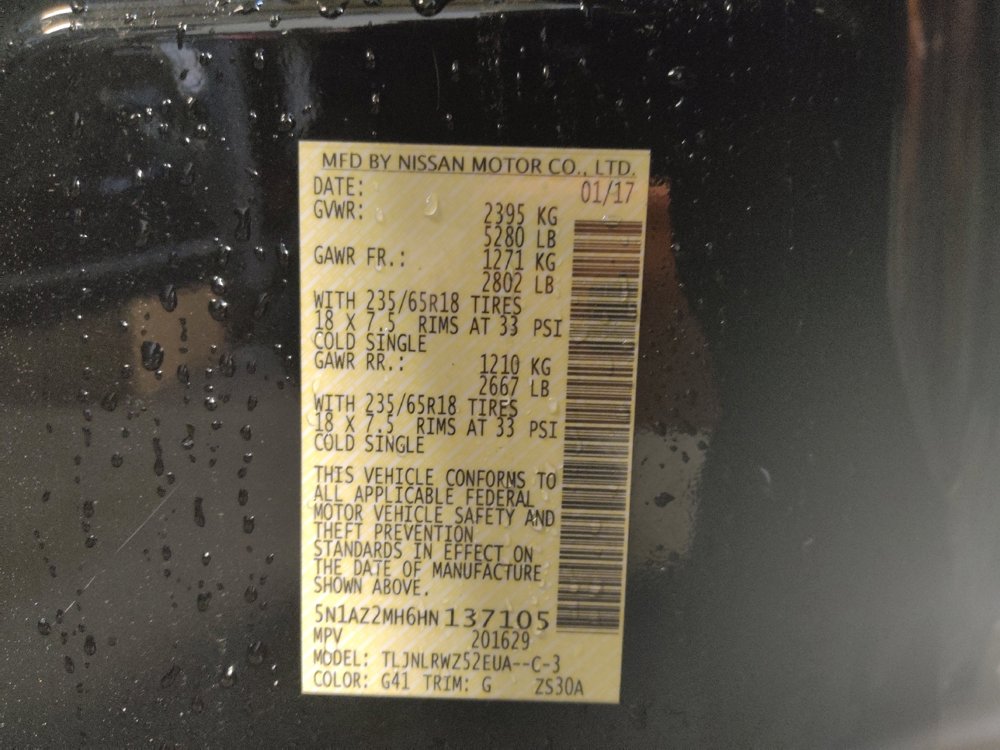 MFD BY NISSAN MOTOR CO., LTD.
DATE: 01/17
GVWR: 2395 KG
5280 LB
GAWR FR.: 1271 KG
2802 LB
WITH 235/65R18 TIRES
18 X 7.5 RIMS AT 33 PSI
COLD SINGLE
GAWR RR.: 1210 KG
2667 LB
WITH 235/65R18 TIRES
18 X 7.5 RIMS AT 33 PSI
COLD SINGLE
THIS VEHICLE CONFORMS TO
ALL APPLICABLE FEDERAL
MOTOR VEHICLE SAFETY AND
THEFT PREVENTION
STANDARDS IN EFFECT ON
THE DATE OF MANUFACTURE
SHOWN ABOVE.
5N1AZ2MH6HN 137105
MPV 201629
MODEL: TLJNLRWZ52EUA--C-3
COLOR: G41 TRIM: G ZS30A